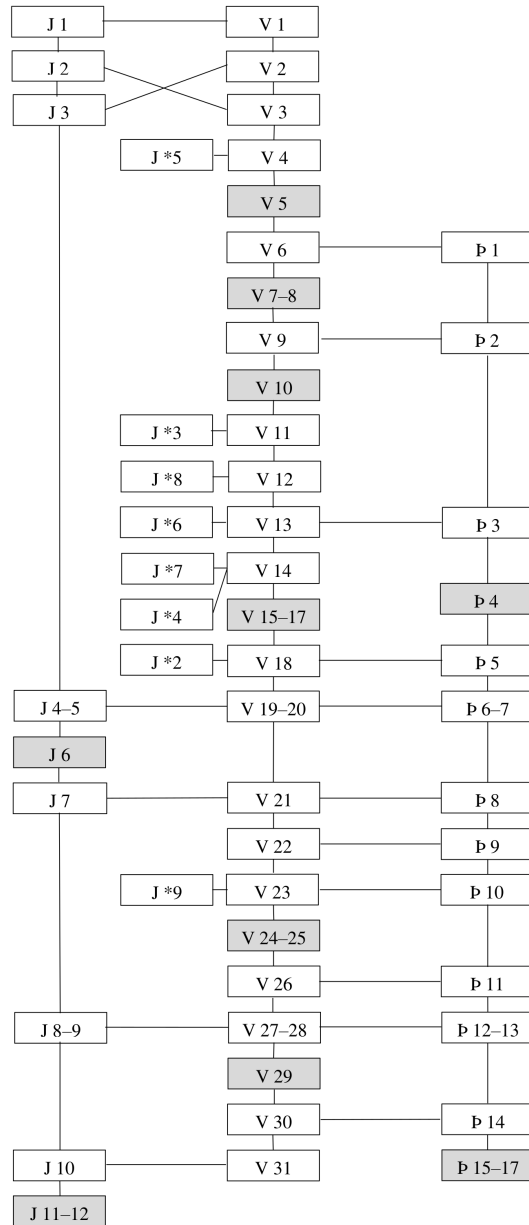 J 1 V 1
J 2 V 2
J 3 V 3
J *5 V 4
V 5
V 6 Þ 1
V 7–8
V 9 Þ 2
V 10
J *3 V 11
J *8 V 12
J *6 V 13 Þ 3
J *7 V 14
Þ 4
J *4 V 15–17
J *2 V 18 Þ 5
J 4–5 V 19–20 Þ 6–7
J 6
J 7 V 21 Þ 8
V 22 Þ 9
J *9 V 23 Þ 10
V 24–25
V 26 Þ 11
J 8–9 V 27–28 Þ 12–13
V 29
V 30 Þ 14
J 10 V 31 Þ 15–17
J 11–12